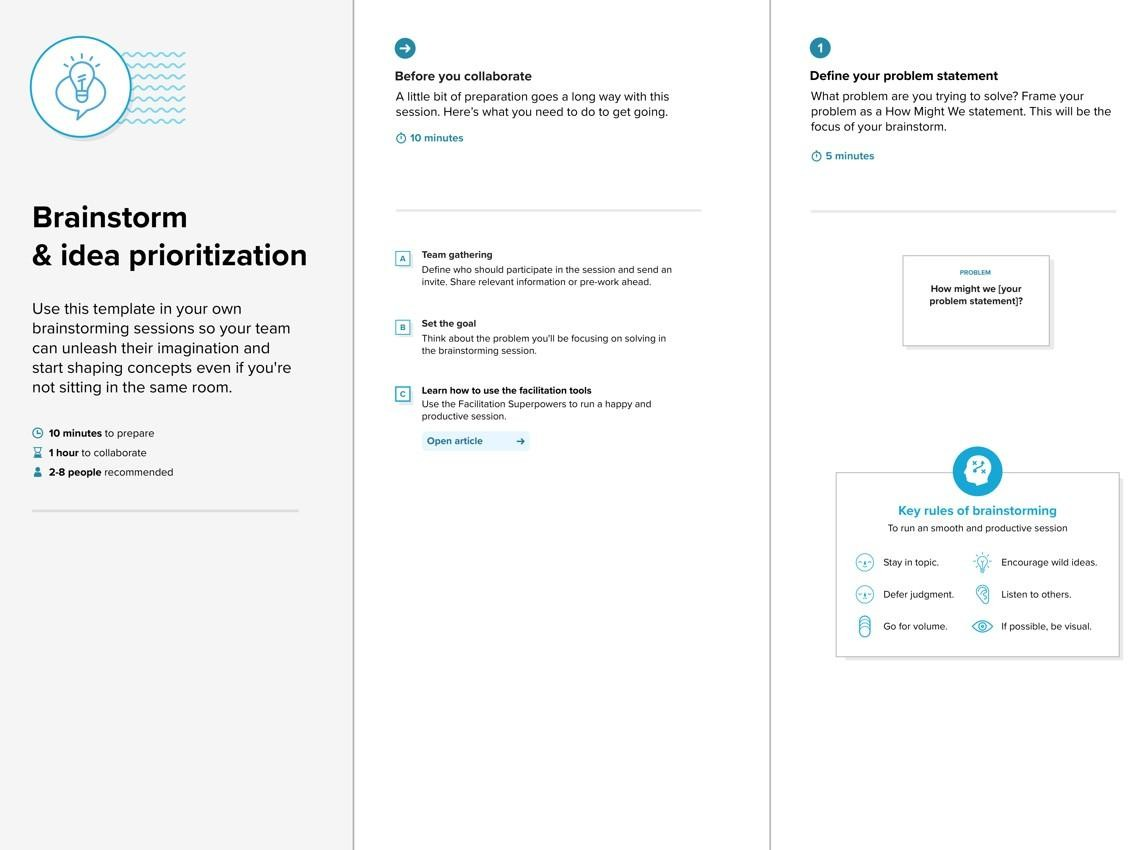 Brainstorm
& idea prioritization
Use this template in your own
brainstorming sessions so your team
can unleash their imagination and
start shaping concepts even if you're
not sitting in the same room.
10 minutes to prepare
1 hour to collaborate
2-8 people recommended
Before you collaborate
A little bit of preparation goes a long way with this
session. Here's what you need to do to get going.
10 minutes
A
Team gathering
Define who should participate in the session and send an
invite. Share relevant information or pre-work ahead.
B
Set the goal
Think about the problem you'll be focusing on solving in
the brainstorming session.
C
Learn how to use the facilitation tools
Use the Facilitation Superpowers to run a happy and
productive session.
Open article
1
Define your problem statement
What problem are you trying to solve? Frame your
problem as a How Might We statement. This will be the
focus of your brainstorm.
5 minutes
PROBLEM
How might we [your
problem statement]?
Key rules of brainstorming
To run an smooth and productive session
Stay in topic.
Encourage wild ideas.
Defer judgment.
Listen to others.
Go for volume.
If possible, be visual.